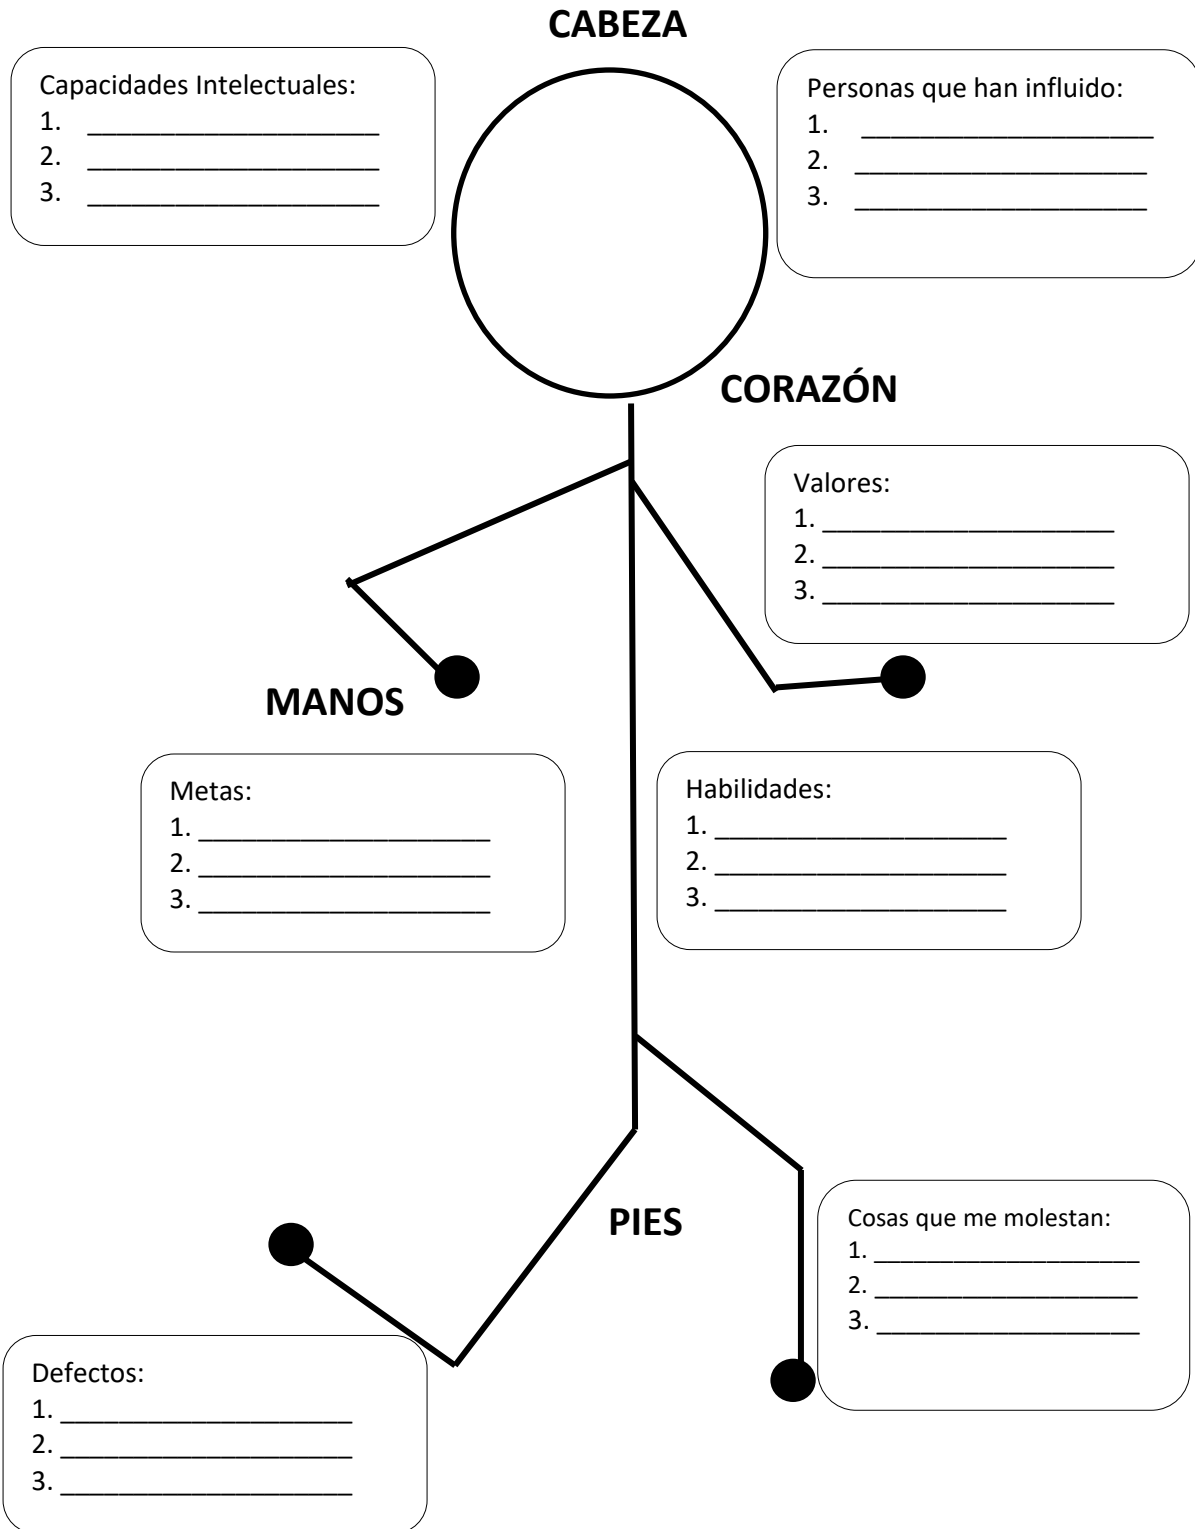 CABEZA
Capacidades Intelectuales:
1. ____________________
2. ____________________
3. ____________________
Personas que han influido:
1. ____________________
2. ____________________
3. ____________________
CORAZÓN
Valores:
1. ____________________
2. ____________________
3. ____________________
MANOS
Metas:
1. ____________________
2. ____________________
3. ____________________
Habilidades:
1. ____________________
2. ____________________
3. ____________________
PIES
Cosas que me molestan:
1. ____________________
2. ____________________
3. ____________________
Defectos:
1. ____________________
2. ____________________
3. ____________________